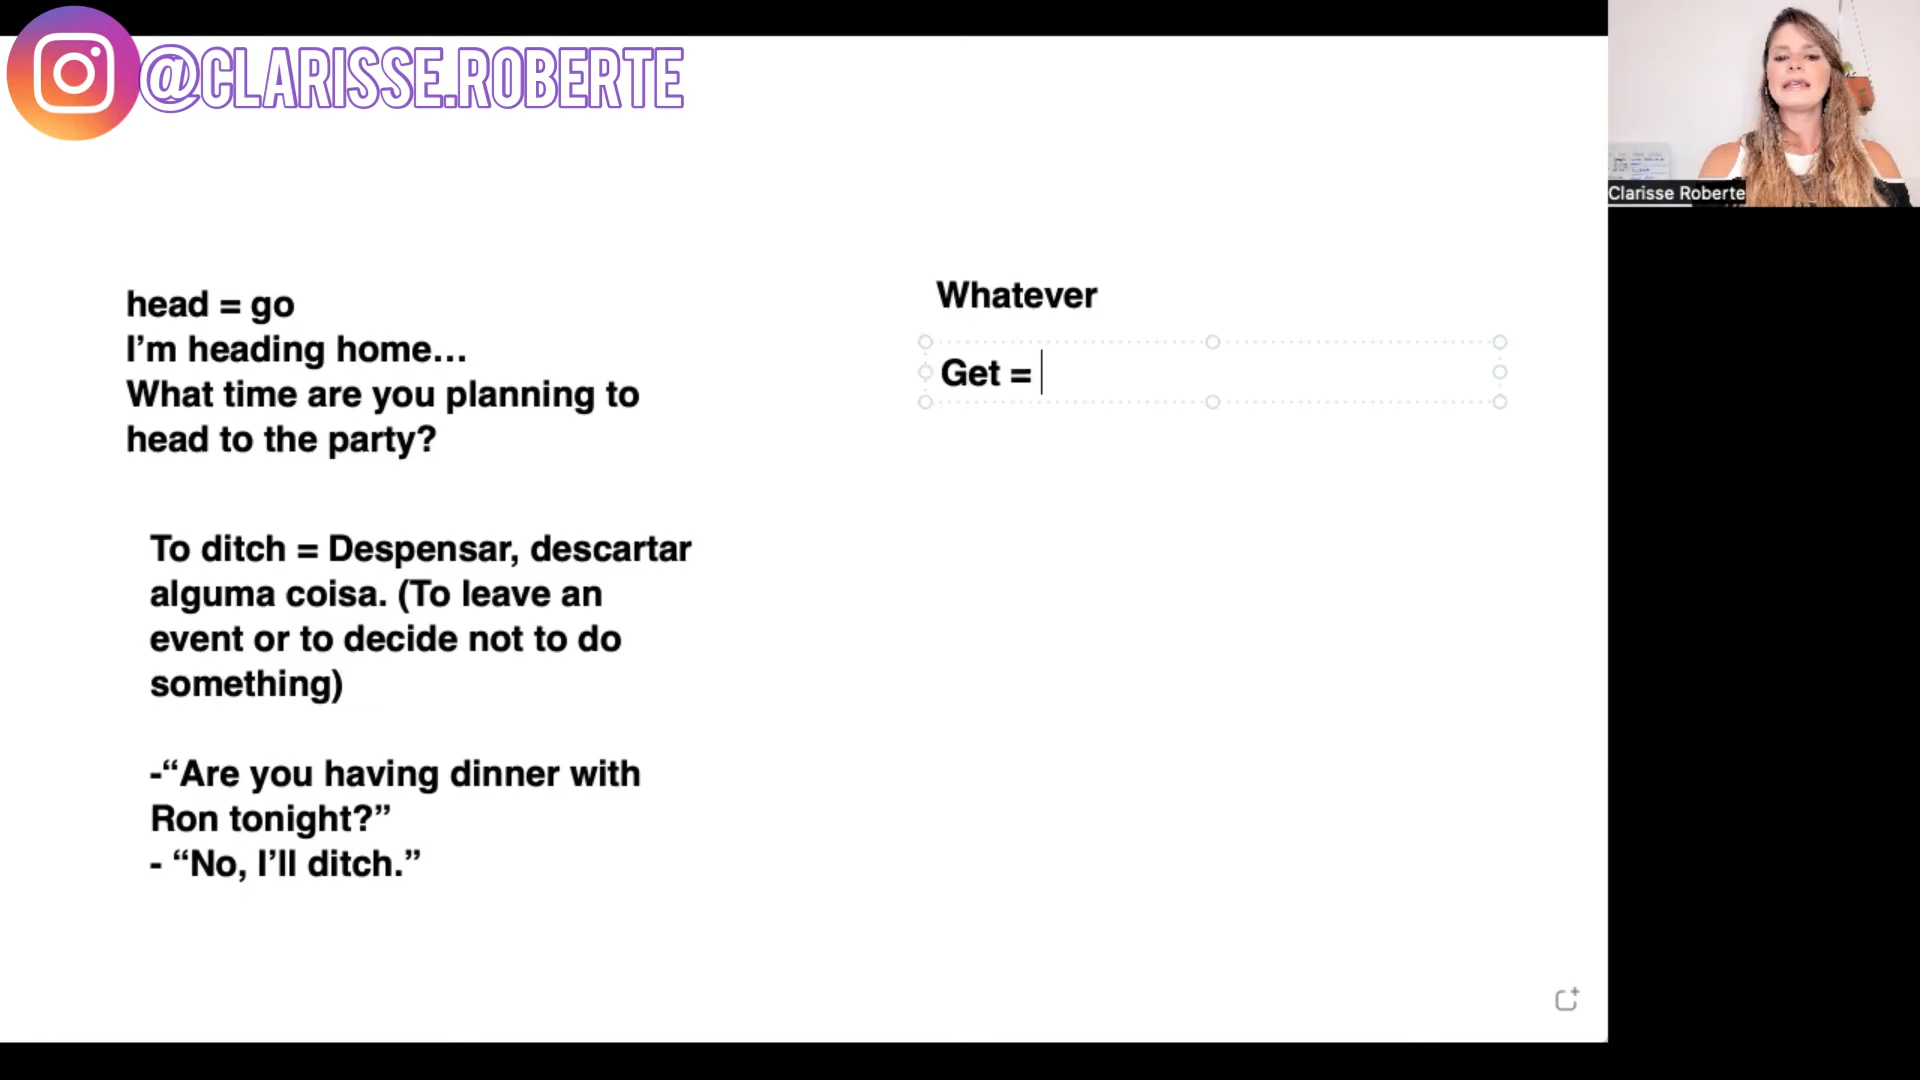 @CLARISSE.ROBERTE
Clarisse Roberte
head = go
I’m heading home…
What time are you planning to
head to the party?
To ditch = Despensar, descartar
alguma coisa. (To leave an
event or to decide not to do
something)
-“Are you having dinner with
Ron tonight?”
- “No, I’ll ditch.”
Whatever
Get =